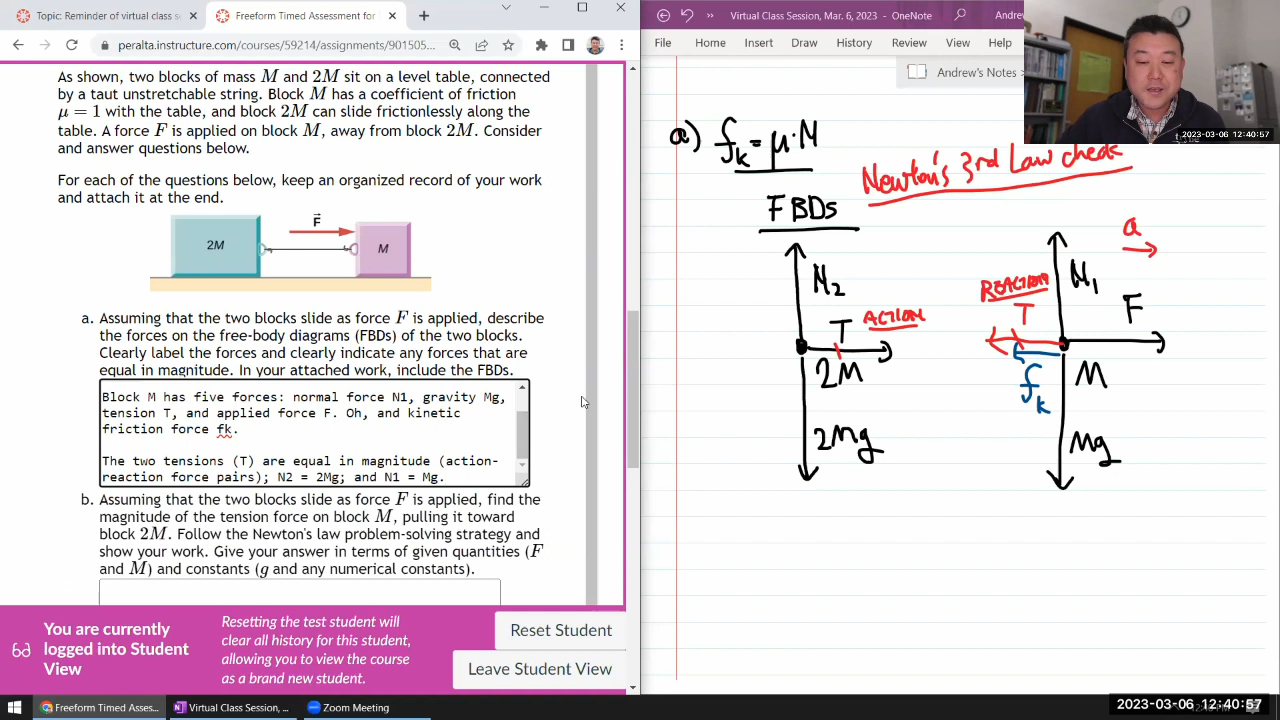 Topic: Reminder of virtual class s
Freeform Timed Assessment for
peralta.instructure.com/courses/59214/assignments/901505...
As shown, two blocks of mass M and 2M sit on a level table, connected
by a taut unstretchable string. Block M has a coefficient of friction
μ = 1 with the table, and block 2M can slide frictionlessly along the
table. A force F is applied on block M, away from block 2M. Consider
and answer questions below.
For each of the questions below, keep an organized record of your work
and attach it at the end.
F
2M
M
a. Assuming that the two blocks slide as force F is applied, describe
the forces on the free-body diagrams (FBDs) of the two blocks.
Clearly label the forces and clearly indicate any forces that are
equal in magnitude. In your attached work, include the FBDs.
Block M has five forces: normal force N1, gravity Mg,
tension T, and applied force F. Oh, and kinetic
friction force fk.
The two tensions (T) are equal in magnitude (action-
reaction force pairs); N2 = 2Mg; and N1 = Mg.
b. Assuming that the two blocks slide as force F is applied, find the
magnitude of the tension force on block M, pulling it toward
block 2M. Follow the Newton's law problem-solving strategy and
show your work. Give your answer in terms of given quantities (F
and M) and constants (g and any numerical constants).
You are currently
logged into Student
View
Resetting the test student will
clear all history for this student,
allowing you to view the course
as a brand new student.
Reset Student
Leave Student View
Virtual Class Session, Mar. 6, 2023 - OneNote
Andre
File Home Insert Draw History Review View Help
Andrew's Notes
2023-03-06 12:40:57
a) fk = μ·N
Newton's 3rd Law check
FBDs
a
N2
T
ACTION
2M
2Mg
REACTION
T
N1
F
fk
M
Mg
Freeform Timed Asses...
Virtual Class Session, ...
Zoom Meeting
2023-03-06 12:40:57